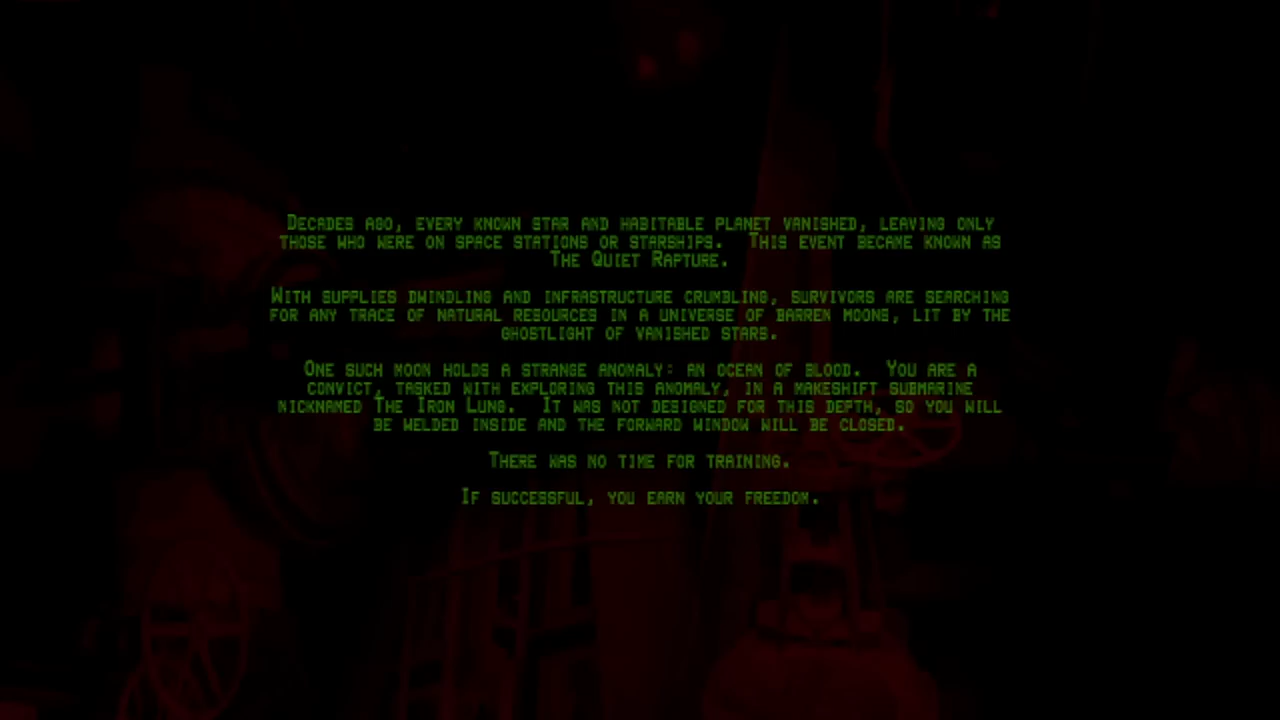 Decades ago, every known star and habitable planet vanished, leaving only
those who were on space stations or starships.  This event became known as
The Quiet Rapture.
With supplies dwindling and infrastructure crumbling, survivors are searching
for any trace of natural resources in a universe of barren moons, lit by the
ghostlight of vanished stars.
One such moon holds a strange anomaly: an ocean of blood.  You are a
convict, tasked with exploring this anomaly, in a makeshift submarine
nicknamed The Iron Lung.  It was not designed for this depth, so you will
be welded inside and the forward window will be closed.
There was no time for training.
If successful, you earn your freedom.